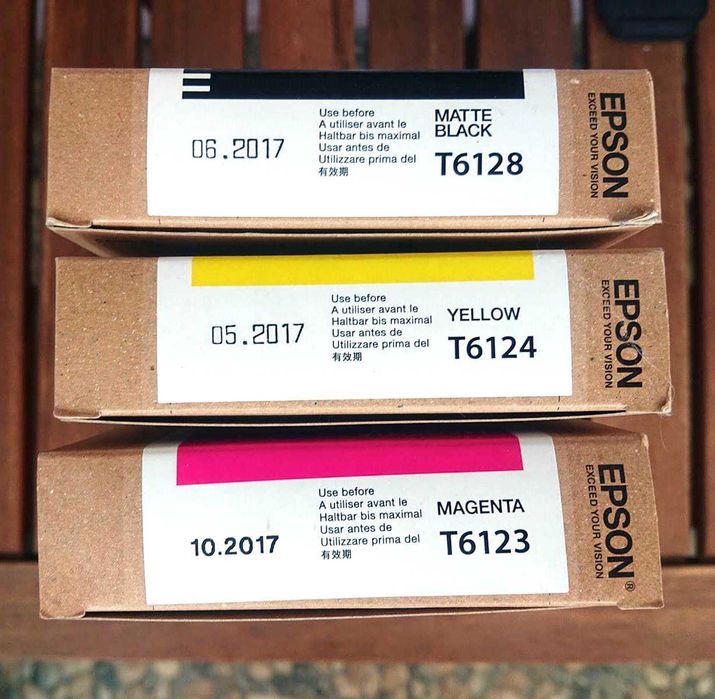 06.2017
Use before
A utiliser avant le
Haltbar bis maximal
Usar antes de
Utilizzare prima del
有效期
MATTE
BLACK
T6128
EPSON
EXCEED YOUR VISION
05.2017
Use before
A utiliser avant le
Haltbar bis maximal
Usar antes de
Utilizzare prima del
有效期
YELLOW
T6124
EPSON
EXCEED YOUR VISION
10.2017
Use before
A utiliser avant le
Haltbar bis maximal
Usar antes de
Utilizzare prima del
有效期
MAGENTA
T6123
EPSON®
EXCEED YOUR VISION